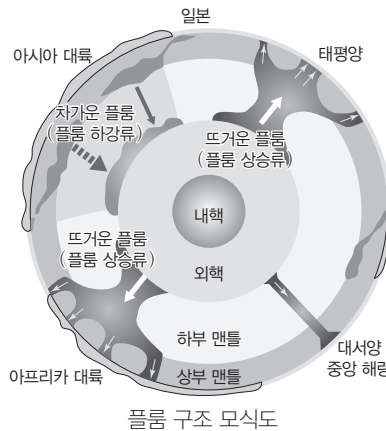 일본
아시아 대륙
태평양
차가운 플룸
(플룸 하강류)
뜨거운 플룸
(플룸 상승류)
내핵
뜨거운 플룸
(플룸 상승류)
외핵
하부 맨틀
상부 맨틀
아프리카 대륙
대서양
중앙 해령
플룸 구조 모식도